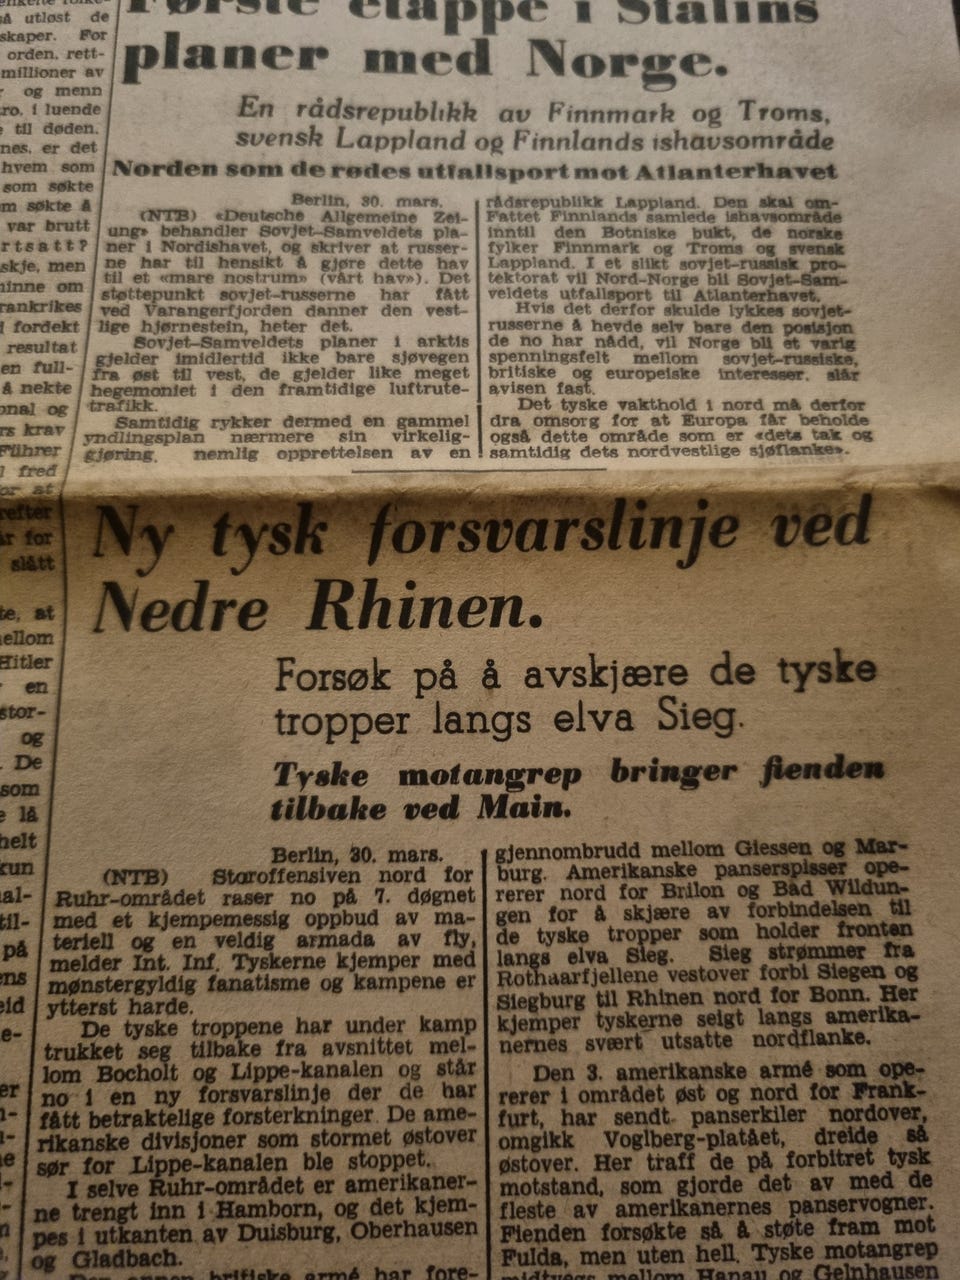 Første etappe i Stalins
planer med Norge.
En rådsrepublikk av Finnmark og Troms,
svensk Lappland og Finnlands ishavsområde
Norden som de rødes utfallsport mot Atlanterhavet
Berlin, 30. mars.
(NTB) «Deutsche Allgemeine Zei-
ung» behandler Sovjet-Samveldets pla-
ner i Nordishavet, og skriver at russer-
ne har til hensikt å gjøre dette hav
til et «mare nostrum» (vårt hav»). Det
støttepunkt sovjet-russerne har fått
ved Varangerfjorden danner den vest-
lige hjørnestein, heter det.
Sovjet-Samveldets planer i arktis
gjelder imidlertid ikke bare sjøvegen
fra øst til vest, de gjelder like meget
hegemoniet i den framtidige luftrute-
trafikk.
Samtidig rykker dermed en gammel
yndlingsplan nærmere sin virkelig-
gjøring, nemlig opprettelsen av en
rådsrepublikk Lappland. Den skal om-
Fattet Finnlands samlede ishavsområde
inntil den Botniske bukt, de norske
fylker Finnmark og Troms og svensk
Lappland. I et slikt sovjet-russisk pro-
tektorat vil Nord-Norge bli Sovjet-Sam-
veldets utfallsport til Atlanterhavet.
Hvis det derfor skulde lykkes sovjet-
russerne å hevde selv bare den posisjon
de no har nådd, vil Norge bli et varig
spenningsfelt mellom sovjet-russiske,
britiske og europeiske interesser, slår
avisen fast.
Det tyske vakthold i nord må derfor
dra omsorg for at Europa får beholde
også dette område som er «dets tak og
samtidig dets nordvestlige sjøflanke».
Ny tysk forsvarslinje ved
Nedre Rhinen.
Forsøk på å avskjære de tyske
tropper langs elva Sieg.
Tyske motangrep bringer fienden
tilbake ved Main.
Berlin, 30. mars.
(NTB) Storoffensiven nord for
Ruhr-området raser no på 7. døgnet
med et kjempemessig oppbud av ma-
teriell og en veldig armada av fly,
melder Int. Inf. Tyskerne kjemper med
mønstergyldig fanatisme og kampene er
ytterst harde.
De tyske troppene har under kamp
trukket seg tilbake fra avsnittet mel-
lom Bocholt og Lippe-kanalen og står
no i en ny forsvarslinje der de har
fått betraktelige forsterkninger. De ame-
rikanske divisjoner som stormet østover
sør for Lippe-kanalen ble stoppet.
I selve Ruhr-området er amerikaner-
ne trengt inn i Hamborn, og det kjem-
pes i utkanten av Duisburg, Oberhausen
og Gladbach.
Den annen britiske armé har fore-
gjennombrudd mellom Giessen og Mar-
burg. Amerikanske panserspisser ope-
rerer nord for Brilon og Bad Wildun-
gen for å skjære av forbindelsen til
de tyske tropper som holder fronten
langs elva Sieg. Sieg strømmer fra
Rothaarfjellene vestover forbi Siegen og
Siegburg til Rhinen nord for Bonn. Her
kjemper tyskerne seigt langs amerika-
nernes svært utsatte nordflanke.
Den 3. amerikanske armé som ope-
rerer i området øst og nord for Frank-
furt, har sendt panserkiler nordover,
omgikk Voglberg-platået, dreide så
østover. Her traff de på forbitret tysk
motstand, som gjorde det av med de
fleste av amerikanernes panservogner.
Fienden forsøkte så å støte fram mot
Fulda, men uten hell. Tyske motangrep
midtvegs mellom Hanau og Gelnhausen